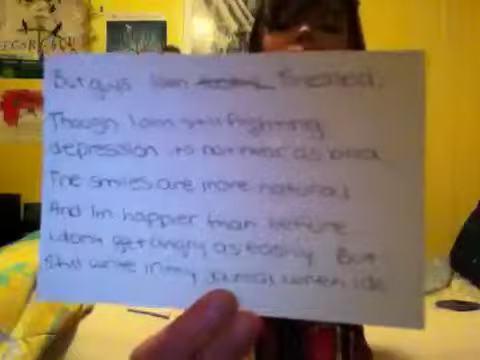 But guys I am finished.
Though I am still fighting
depression its not near as bad
The smiles are more natural
And I'm happier than before
I dont get angry as easily But
still write in my journal when I do